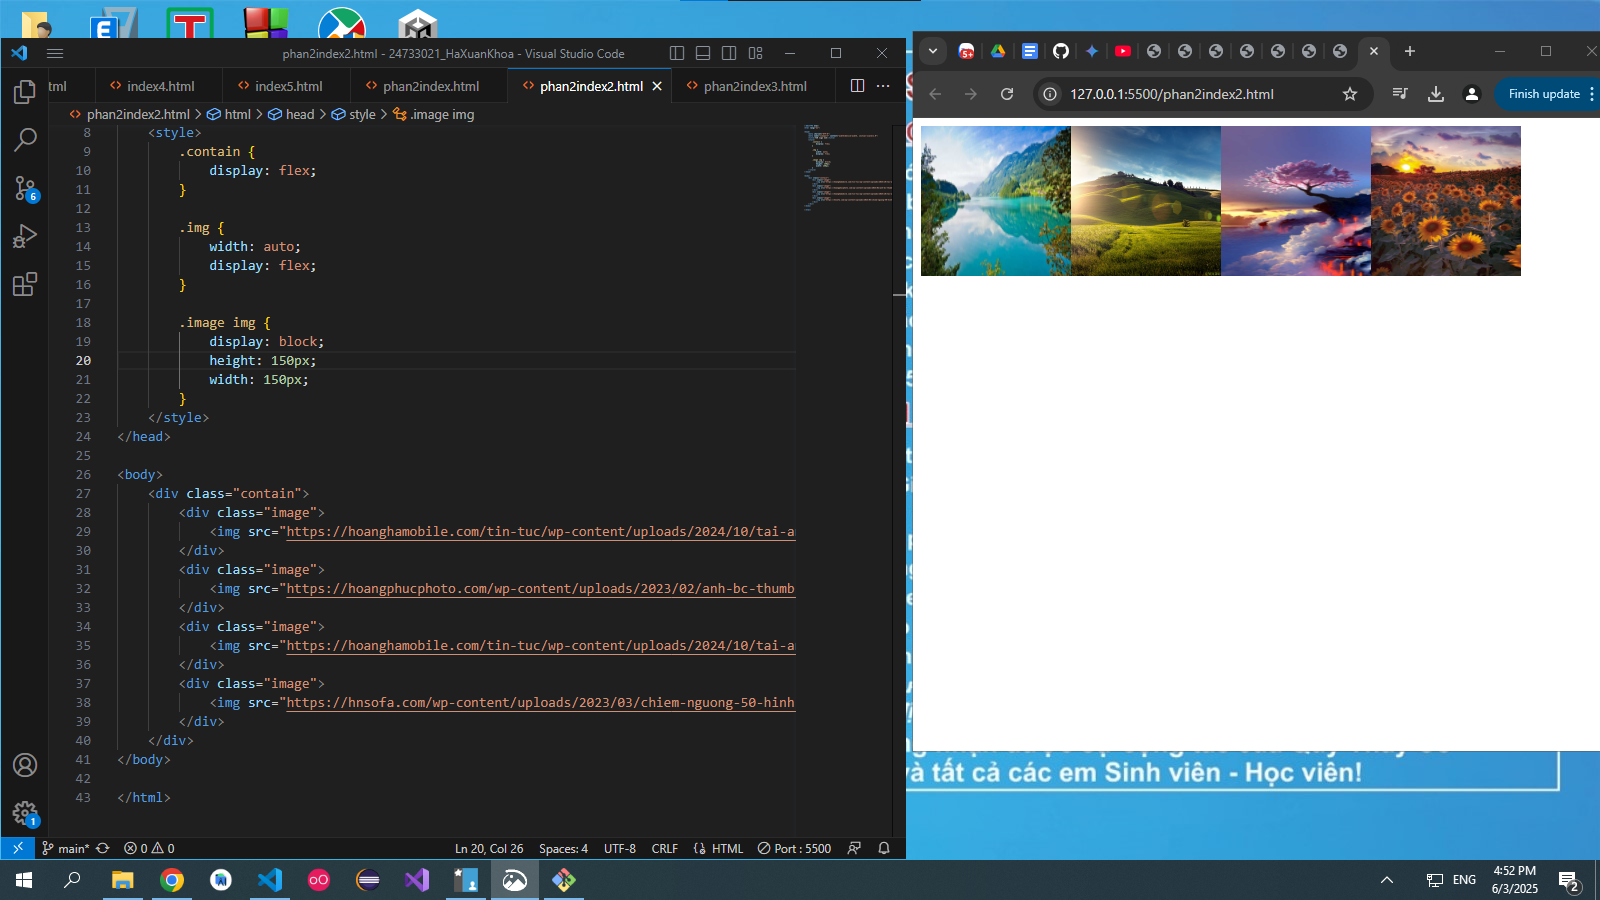 phan2index2.html - 24733021_HaXuanKhoa - Visual Studio Code
tml
index4.html
index5.html
phan2index.html
phan2index2.html
phan2index3.html
phan2index2.html > html > head > style > .image img
8 <style>
9 .contain {
10 display: flex;
11 }
12
13 .img {
14 width: auto;
15 display: flex;
16 }
17
18 .image img {
19 display: block;
20 height: 150px;
21 width: 150px;
22 }
23 </style>
24 </head>
25
26 <body>
27 <div class="contain">
28 <div class="image">
29 <img src="https://hoanghamobile.com/tin-tuc/wp-content/uploads/2024/10/tai-a
30 </div>
31 <div class="image">
32 <img src="https://hoangphucphoto.com/wp-content/uploads/2023/02/anh-bc-thumb
33 </div>
34 <div class="image">
35 <img src="https://hoanghamobile.com/tin-tuc/wp-content/uploads/2024/10/tai-a
36 </div>
37 <div class="image">
38 <img src="https://hnsofa.com/wp-content/uploads/2023/03/chiem-nguong-50-hinh
39 </div>
40 </div>
41 </body>
42
43 </html>
6
1
main*
0 0
Ln 20, Col 26
Spaces: 4
UTF-8
CRLF
HTML
Port : 5500
127.0.0.1:5500/phan2index2.html
Finish update
và tất cả các em Sinh viên - Học viên!
ENG
4:52 PM
6/3/2025
2